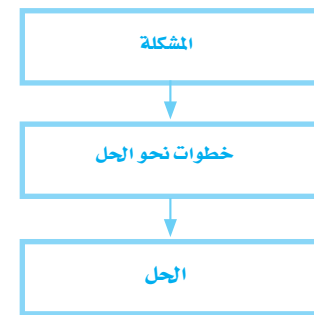 المشكلة
خطوات نحو الحل
الحل